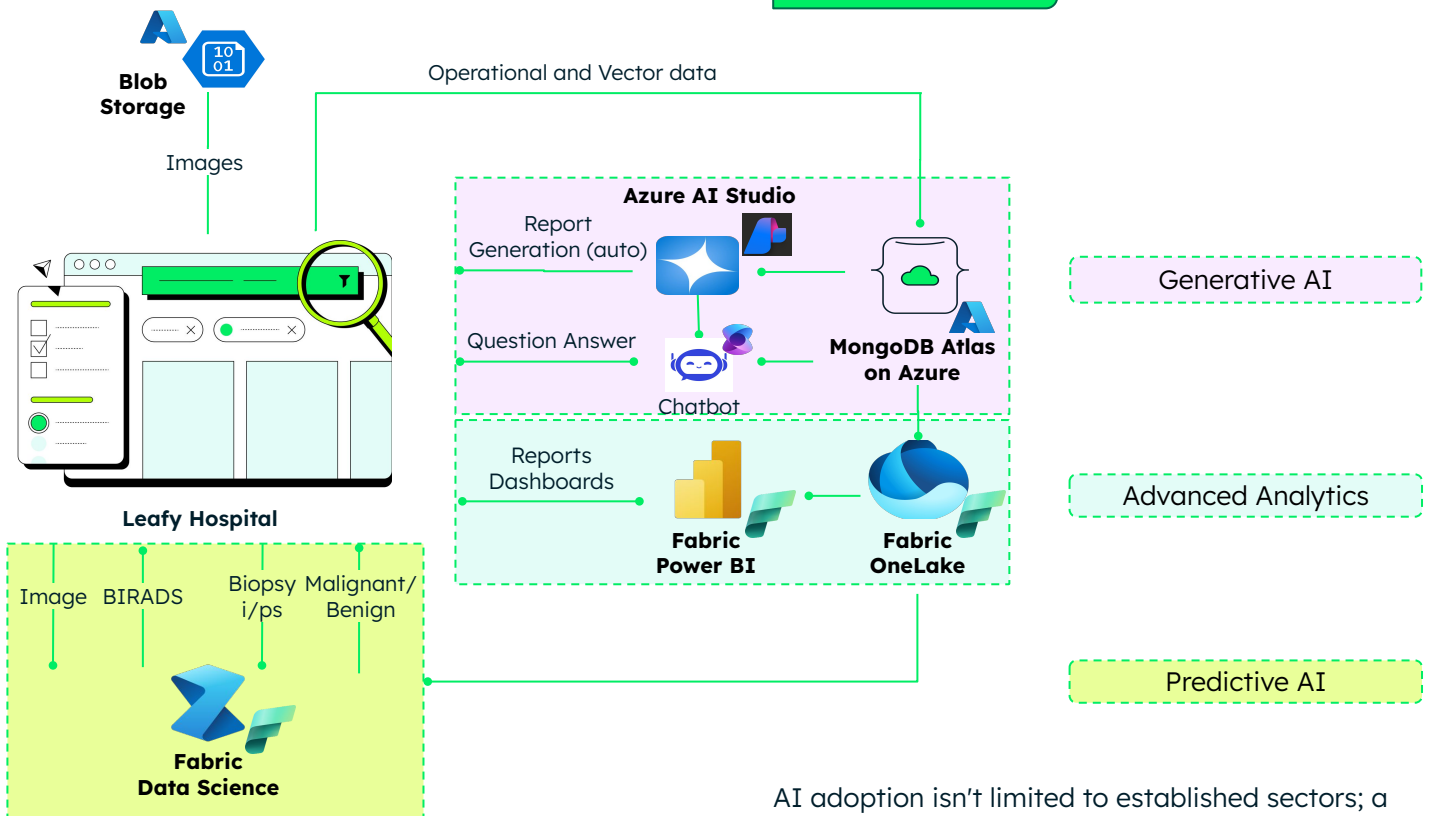 10
01
Blob
Storage
Images
Operational and Vector data
Azure AI Studio
Report
Generation (auto)
Question Answer
Chatbot
MongoDB Atlas
on Azure
Generative AI
Reports
Dashboards
Fabric
Power BI
Fabric
OneLake
Advanced Analytics
Leafy Hospital
Image
BIRADS
Biopsy
i/ps
Malignant/
Benign
Fabric
Data Science
Predictive AI
AI adoption isn't limited to established sectors; a